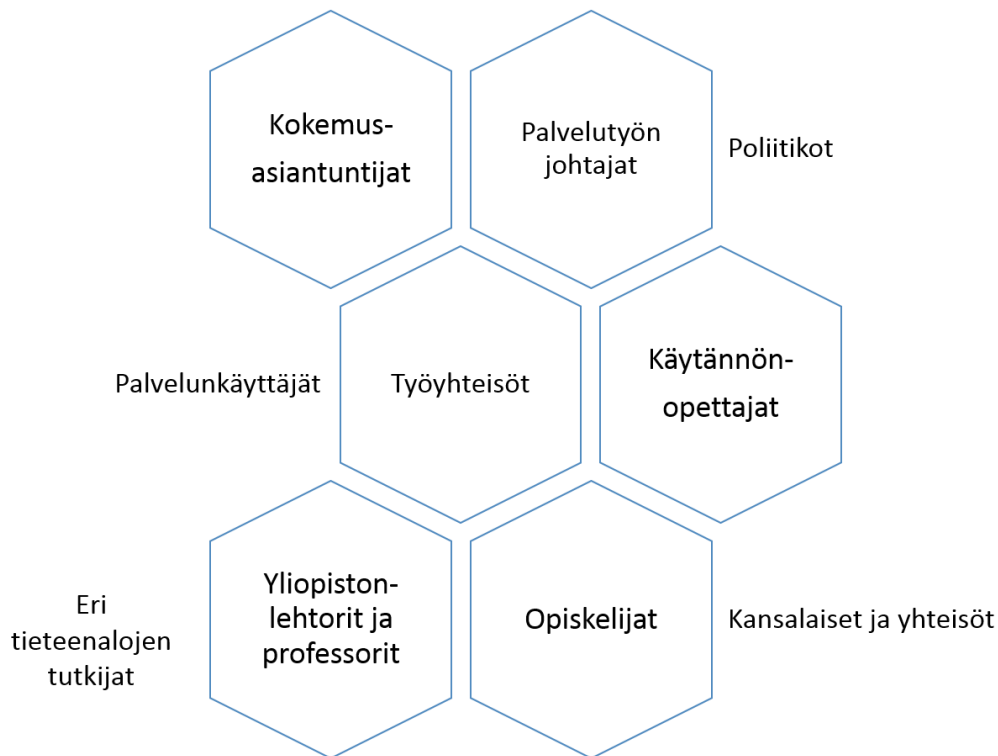 Kokemus-
asiantuntijat
Palvelutyön
johtajat
Poliitikot
Palvelunkäyttäjät
Työyhteisöt
Käytännön-
opettajat
Eri
tieteenalojen
tutkijat
Yliopiston-
lehtorit ja
professorit
Opiskelijat
Kansalaiset ja yhteisöt